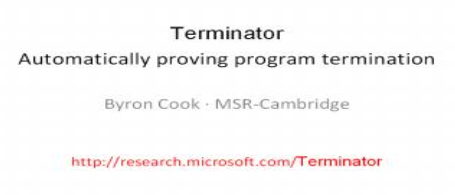 Terminator
Automatically proving program termination
Byron Cook · MSR-Cambridge
http://research.microsoft.com/Terminator